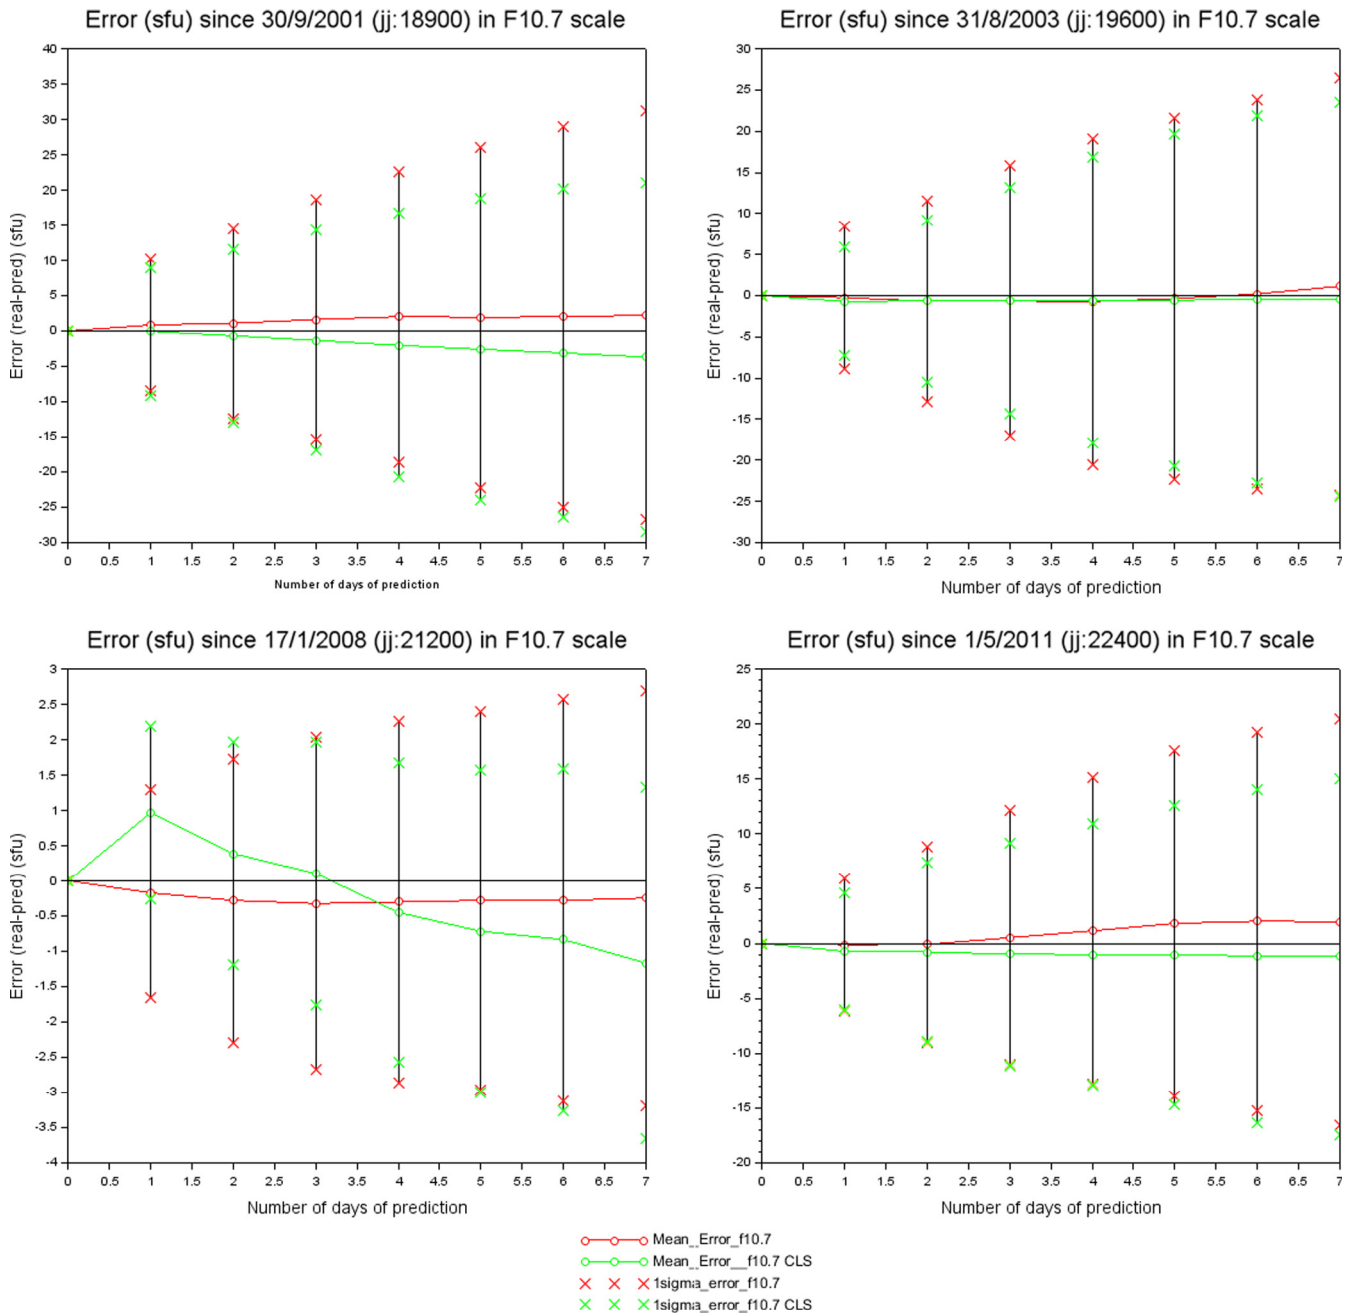 Error (sfu) since 30/9/2001 (jj:18900) in F10.7 scale
40
35
30
25
20
15
10
5
0
-5
-10
-15
-20
-25
-30
Error (real-pred) (sfu)
0 0.5 1 1.5 2 2.5 3 3.5 4 4.5 5 5.5 6 6.5 7
Number of days of prediction
Error (sfu) since 31/8/2003 (jj:19600) in F10.7 scale
30
25
20
15
10
5
0
-5
-10
-15
-20
-25
-30
Error (real-pred) (sfu)
0 0.5 1 1.5 2 2.5 3 3.5 4 4.5 5 5.5 6 6.5 7
Number of days of prediction
Error (sfu) since 17/1/2008 (jj:21200) in F10.7 scale
3
2.5
2
1.5
1
0.5
0
-0.5
-1
-1.5
-2
-2.5
-3
-3.5
-4
Error (real-pred) (sfu)
0 0.5 1 1.5 2 2.5 3 3.5 4 4.5 5 5.5 6 6.5 7
Number of days of prediction
Error (sfu) since 1/5/2011 (jj:22400) in F10.7 scale
25
20
15
10
5
0
-5
-10
-15
-20
Error (real-pred) (sfu)
0 0.5 1 1.5 2 2.5 3 3.5 4 4.5 5 5.5 6 6.5 7
Number of days of prediction
Mean_Error_f10.7
Mean_Error__f10.7 CLS
1sigma_error_f10.7
1sigma_error_f10.7 CLS